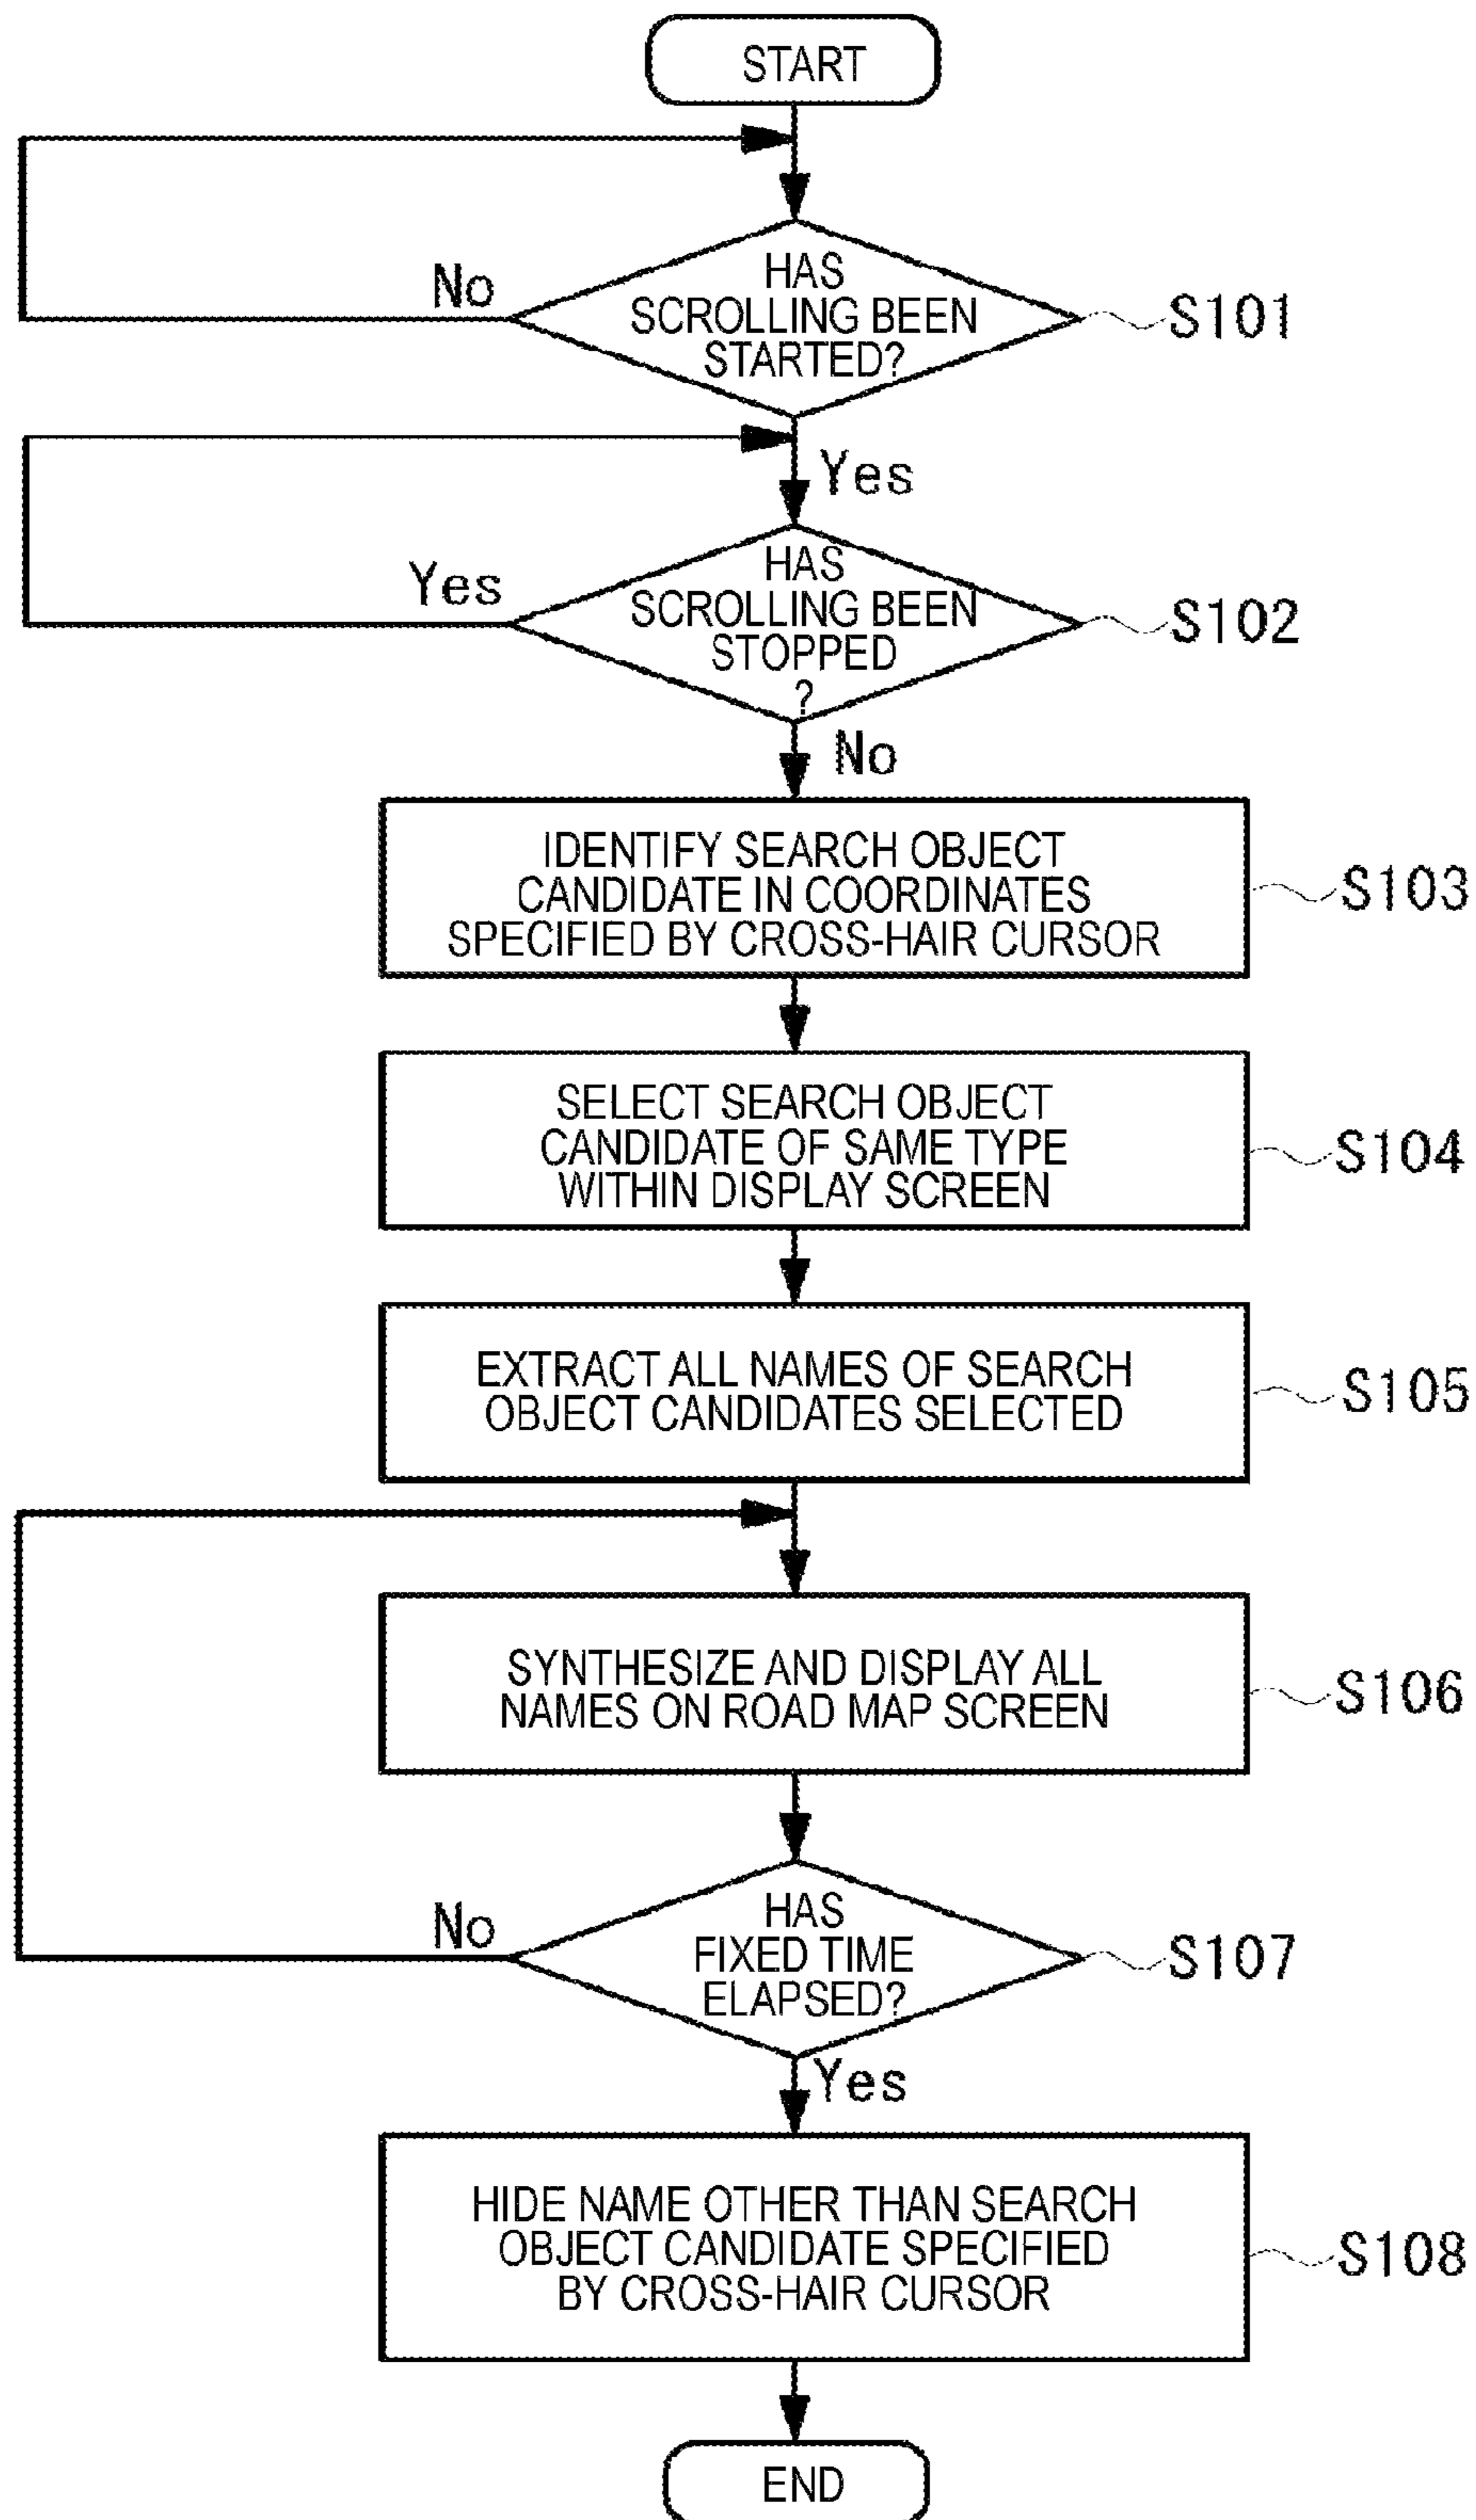 START
No
HAS
SCROLLING BEEN
STARTED?
S101
Yes
Yes
HAS
SCROLLING BEEN
STOPPED
?
S102
No
IDENTIFY SEARCH OBJECT
CANDIDATE IN COORDINATES
SPECIFIED BY CROSS-HAIR CURSOR
S103
SELECT SEARCH OBJECT
CANDIDATE OF SAME TYPE
WITHIN DISPLAY SCREEN
S104
EXTRACT ALL NAMES OF SEARCH
OBJECT CANDIDATES SELECTED
S105
SYNTHESIZE AND DISPLAY ALL
NAMES ON ROAD MAP SCREEN
S106
No
HAS
FIXED TIME
ELAPSED?
S107
Yes
HIDE NAME OTHER THAN SEARCH
OBJECT CANDIDATE SPECIFIED
BY CROSS-HAIR CURSOR
S108
END